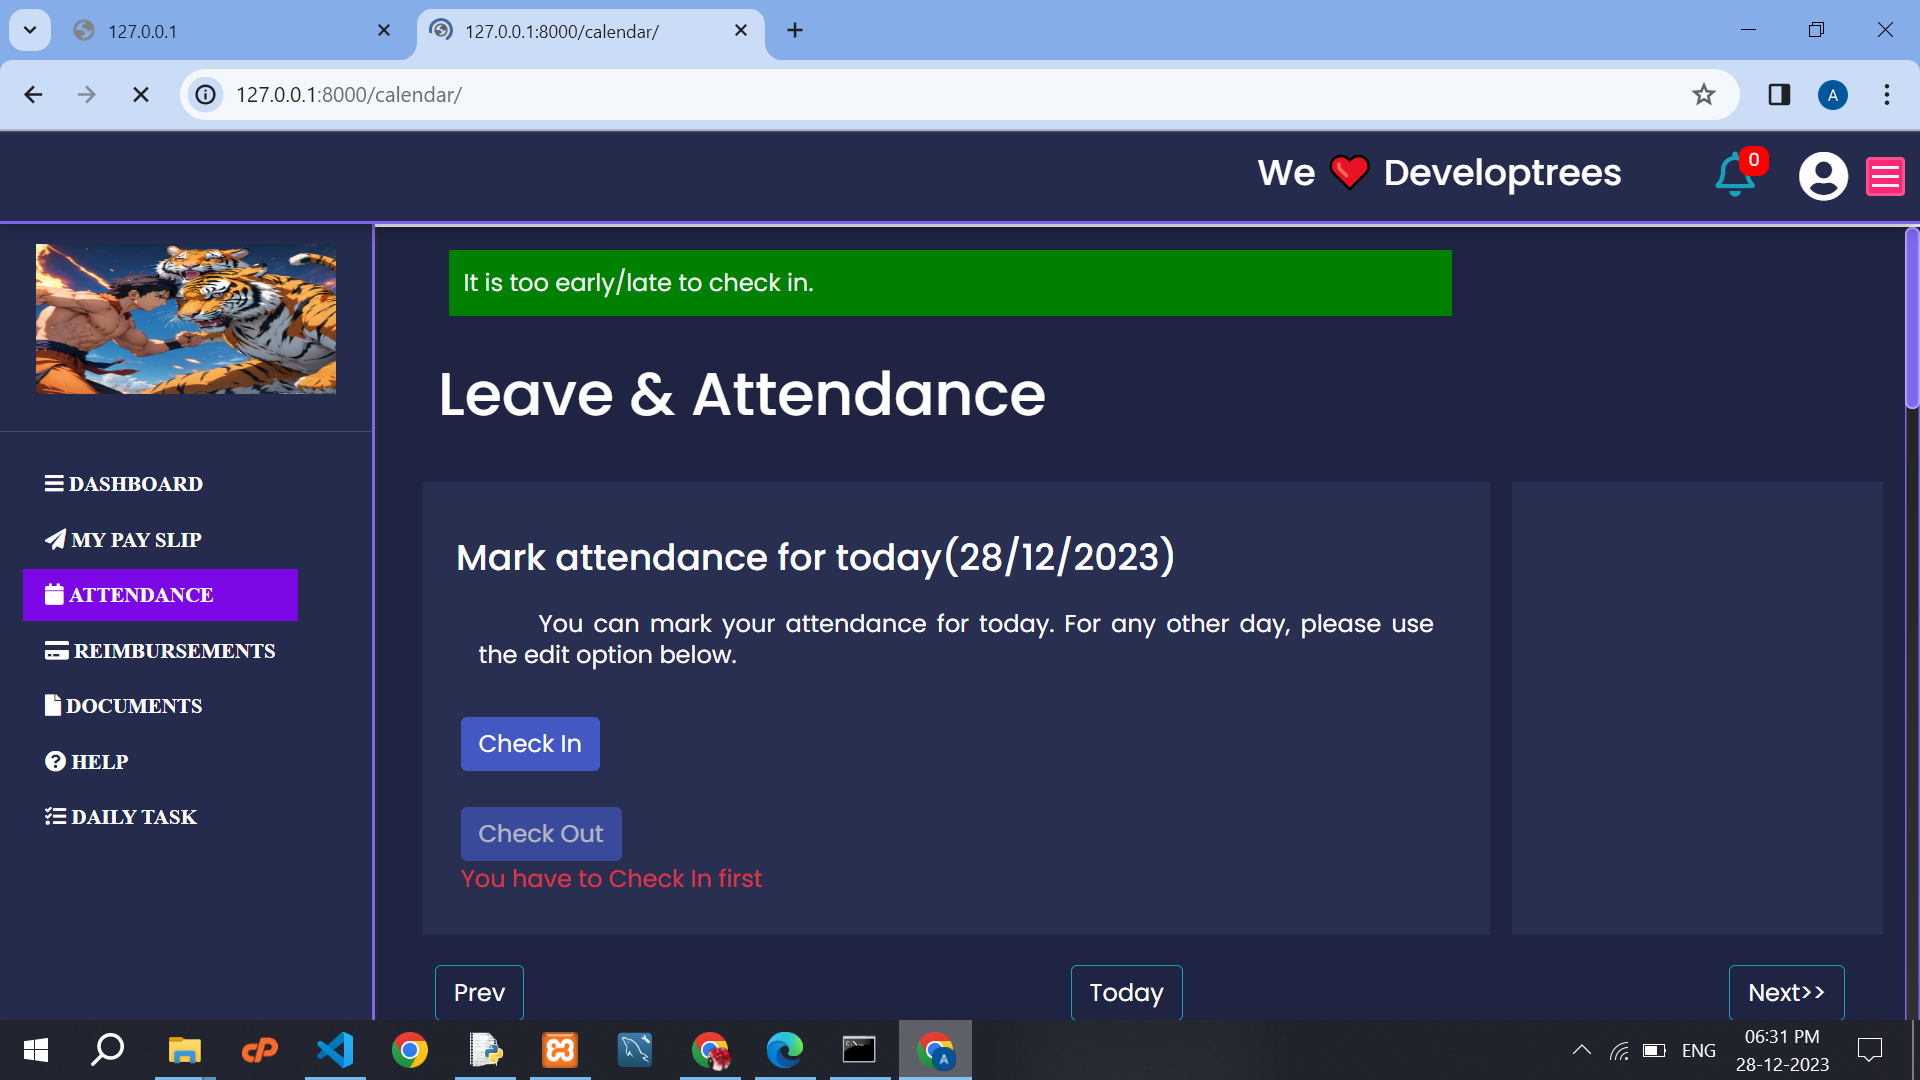 127.0.0.1
127.0.0.1:8000/calendar/
127.0.0.1:8000/calendar/
A
We ❤ Developtrees
0
It is too early/late to check in.
Leave & Attendance
DASHBOARD
MY PAY SLIP
ATTENDANCE
REIMBURSEMENTS
DOCUMENTS
HELP
DAILY TASK
Mark attendance for today(28/12/2023)
You can mark your attendance for today. For any other day, please use
the edit option below.
Check In
Check Out
You have to Check In first
Prev
Today
Next>>
ENG
06:31 PM
28-12-2023